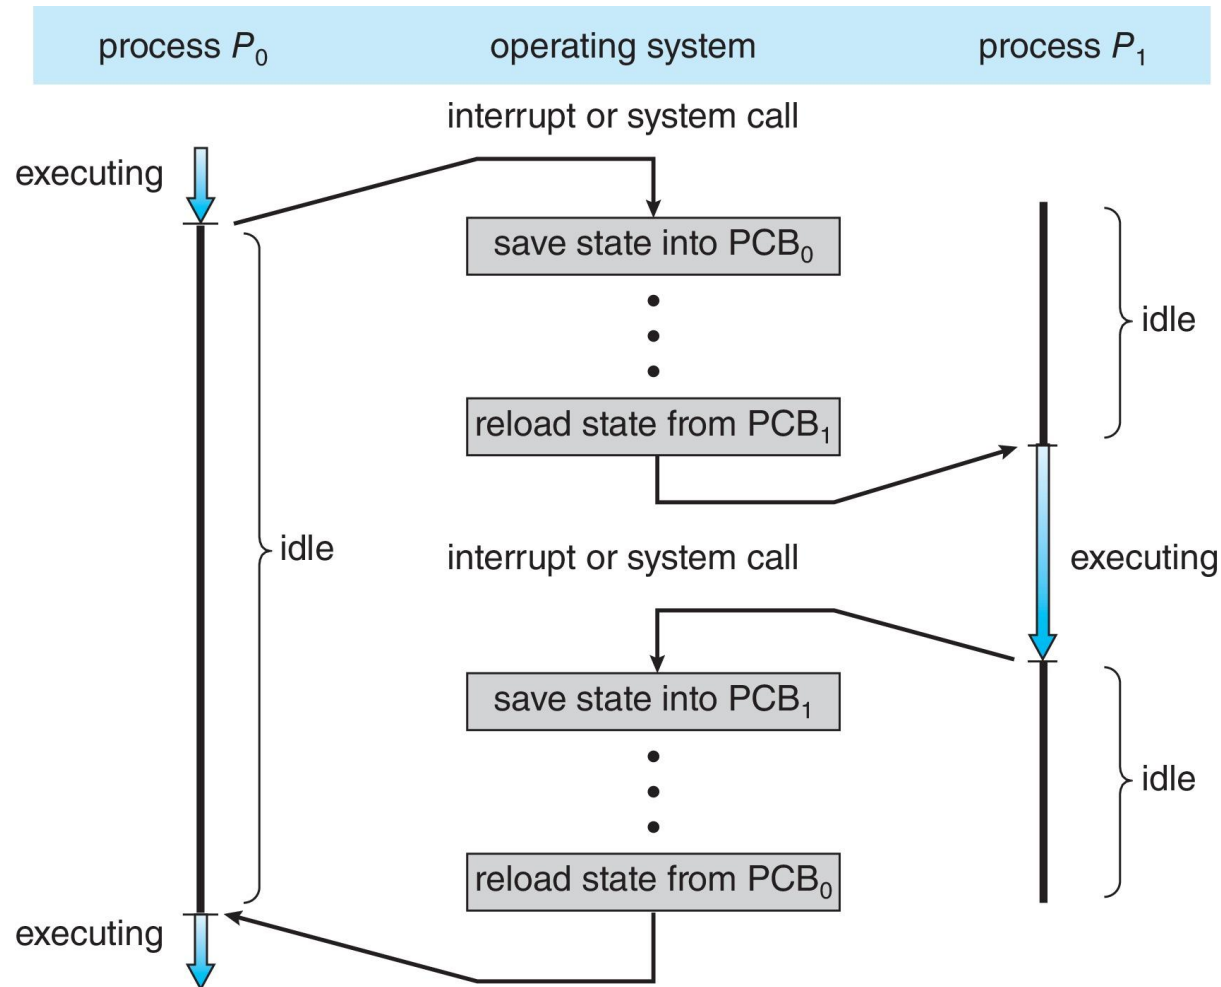 process P₀ operating system process P₁
interrupt or system call
executing
save state into PCB₀
idle
reload state from PCB₁
idle
interrupt or system call
executing
save state into PCB₁
idle
reload state from PCB₀
executing